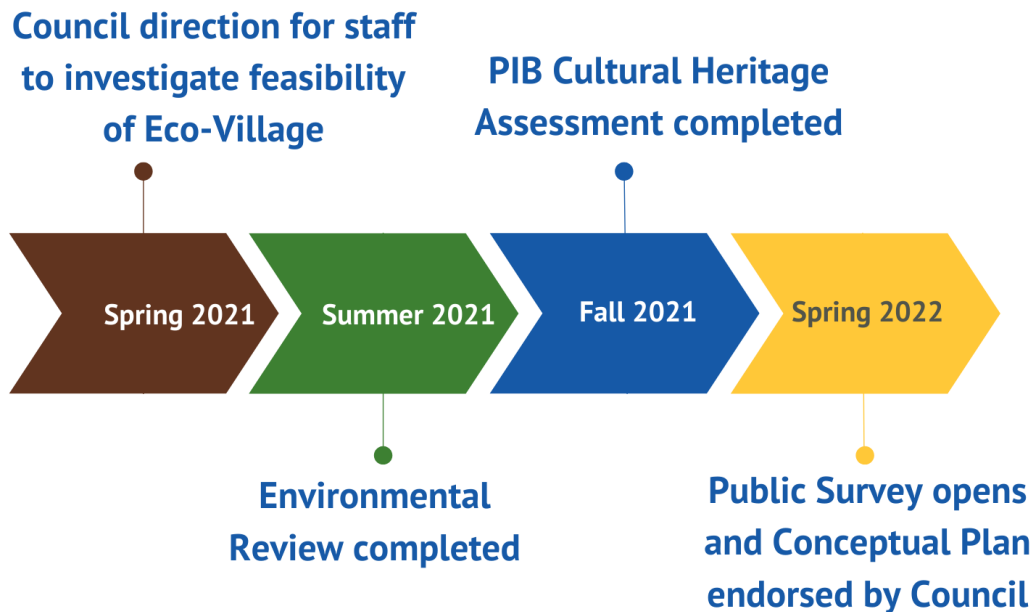 Council direction for staff
to investigate feasibility
of Eco-Village
PIB Cultural Heritage
Assessment completed
Spring 2021
Summer 2021
Fall 2021
Spring 2022
Environmental
Review completed
Public Survey opens
and Conceptual Plan
endorsed by Council